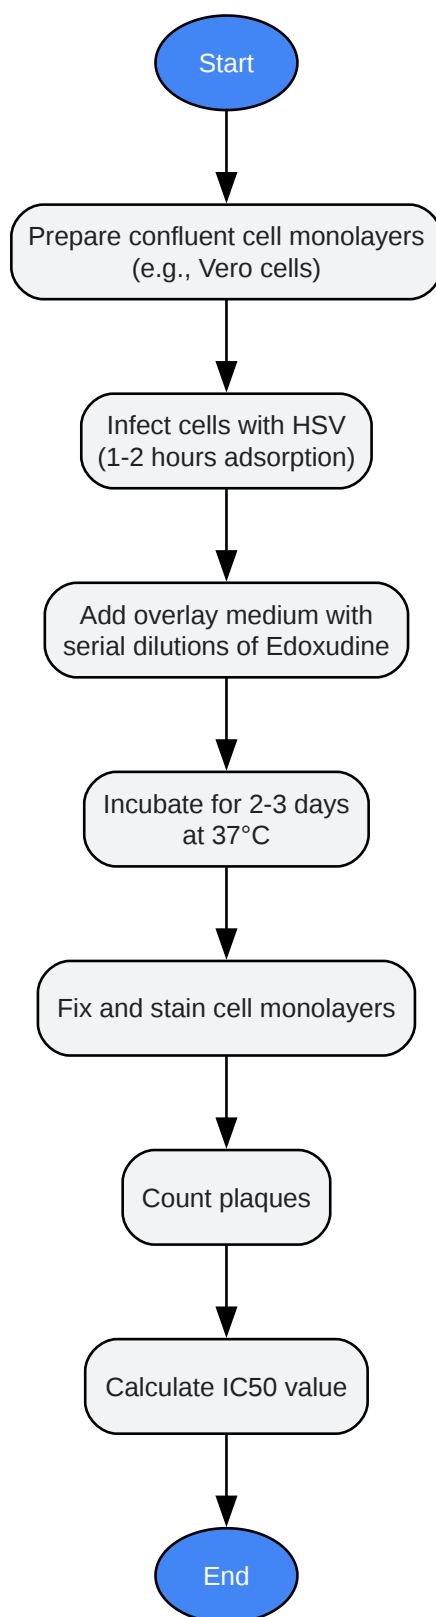 Start
Prepare confluent cell monolayers
(e.g., Vero cells)
Infect cells with HSV
(1-2 hours adsorption)
Add overlay medium with
serial dilutions of Edoxudine
Incubate for 2-3 days
at 37°C
Fix and stain cell monolayers
Count plaques
Calculate IC50 value
End